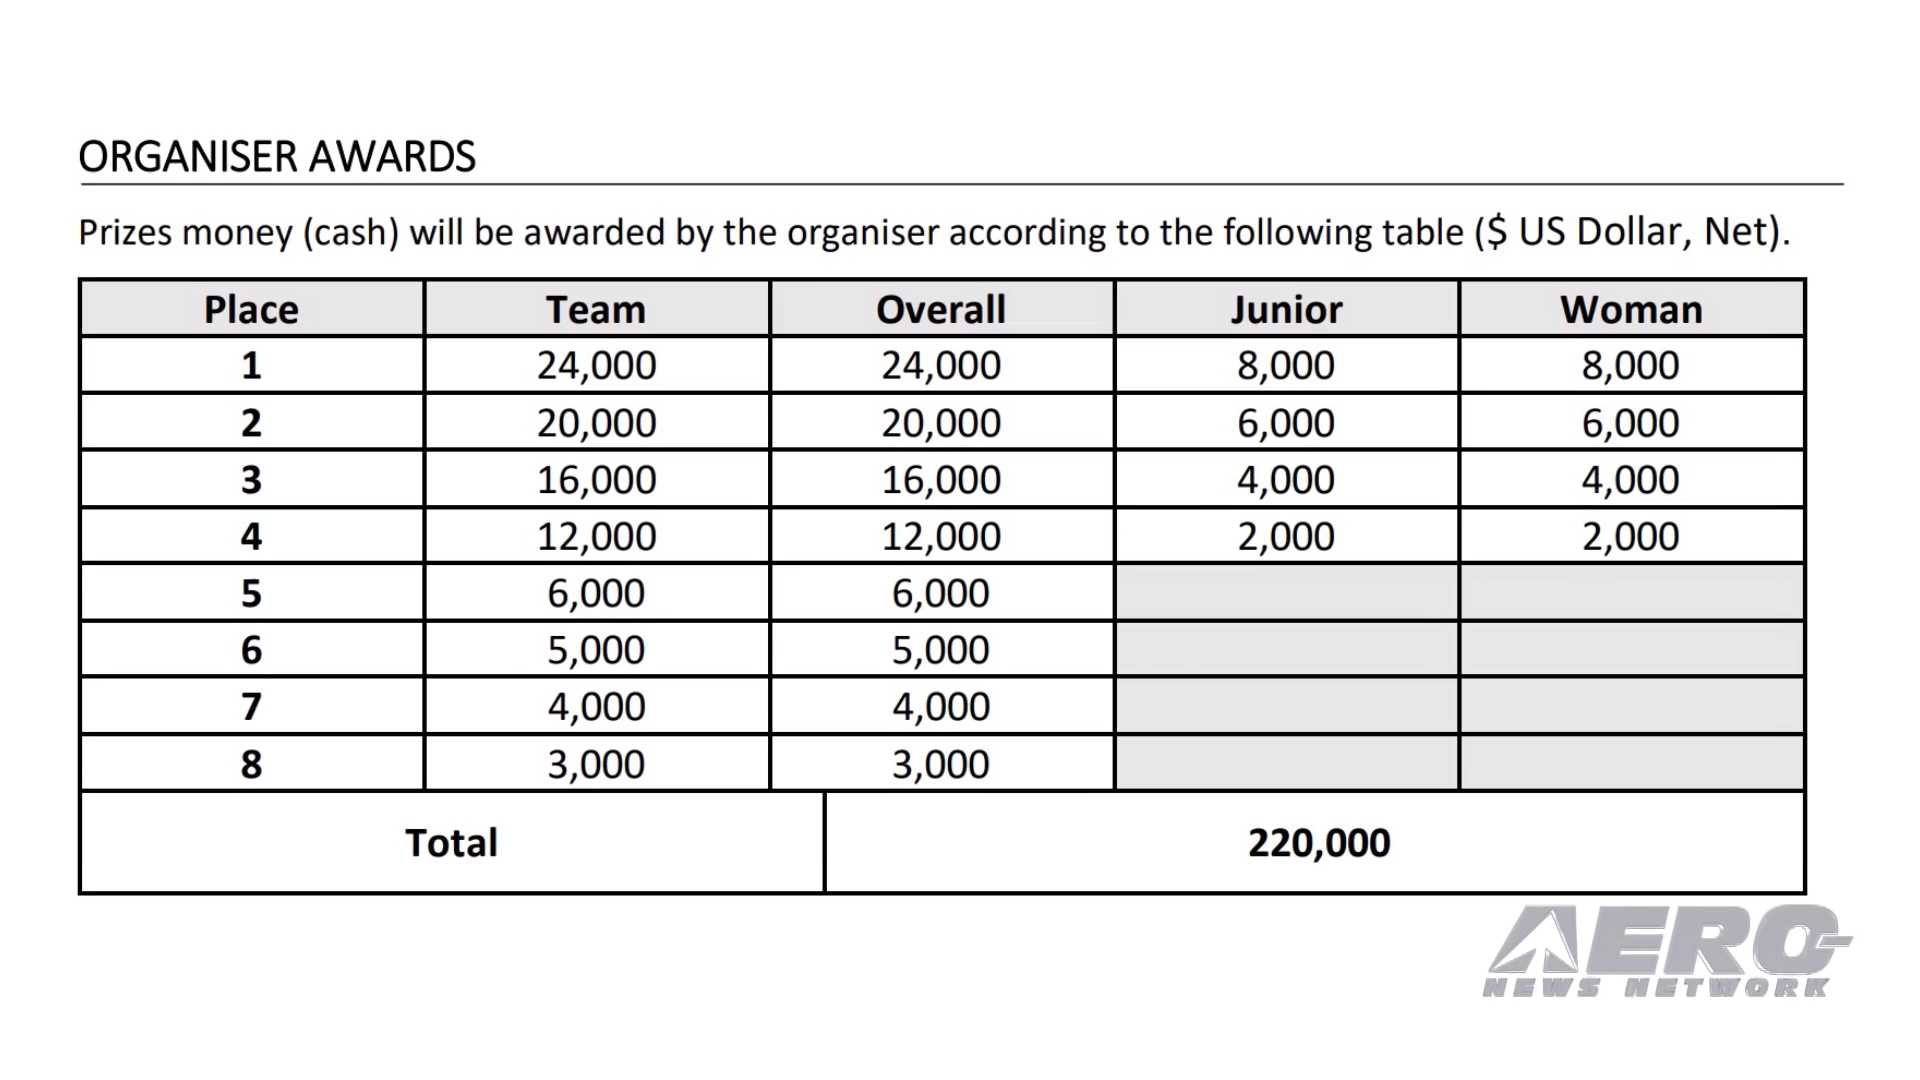 ORGANISER AWARDS
Prizes money (cash) will be awarded by the organiser according to the following table ($ US Dollar, Net).
Place Team Overall Junior Woman
1 24,000 24,000 8,000 8,000
2 20,000 20,000 6,000 6,000
3 16,000 16,000 4,000 4,000
4 12,000 12,000 2,000 2,000
5 6,000 6,000
6 5,000 5,000
7 4,000 4,000
8 3,000 3,000
Total 220,000
AERO-
NEWS NETWORK